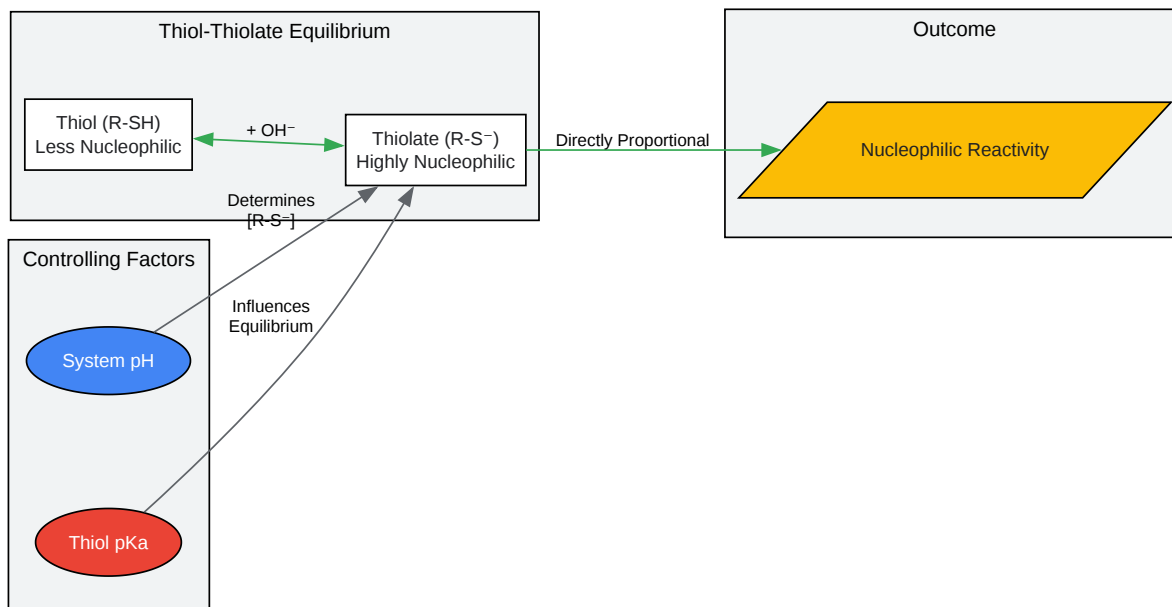 Thiol-Thiolate Equilibrium
Thiol (R-SH)
Less Nucleophilic
+ OH⁻
Thiolate (R-S⁻)
Highly Nucleophilic
Directly Proportional
Outcome
Nucleophilic Reactivity
Determines
[R-S⁻]
Controlling Factors
Influences
Equilibrium
System pH
Thiol pKa